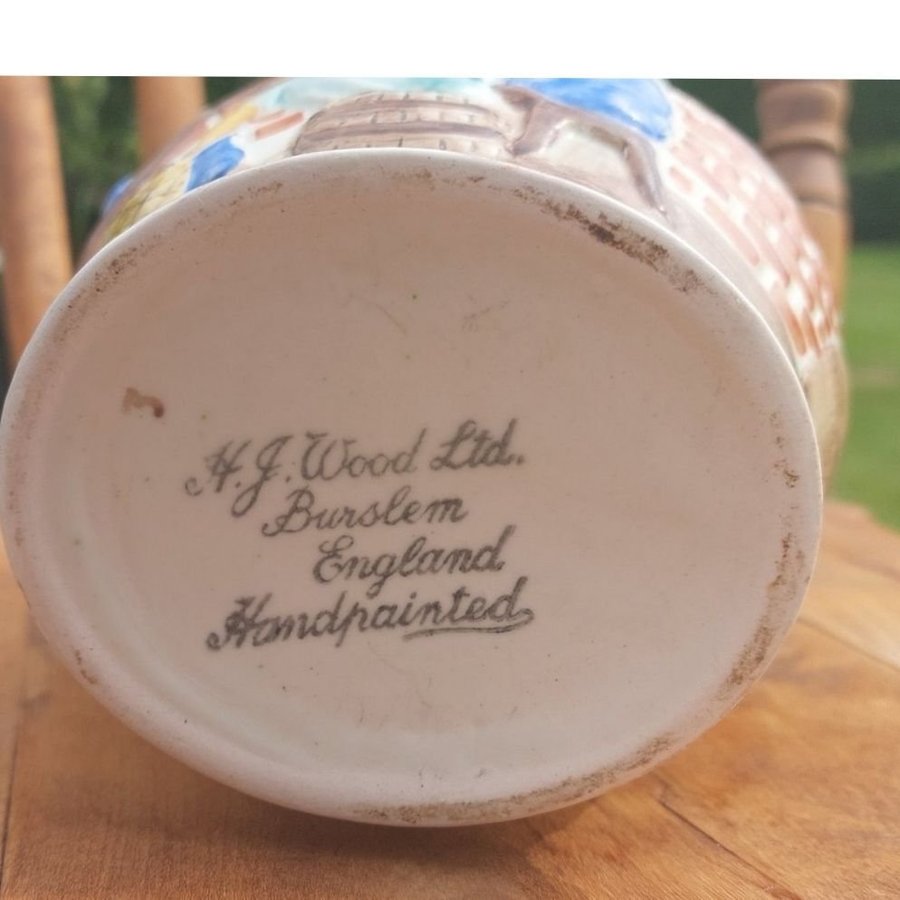 H.J. Wood Ltd.
Burslem
England
Handpainted